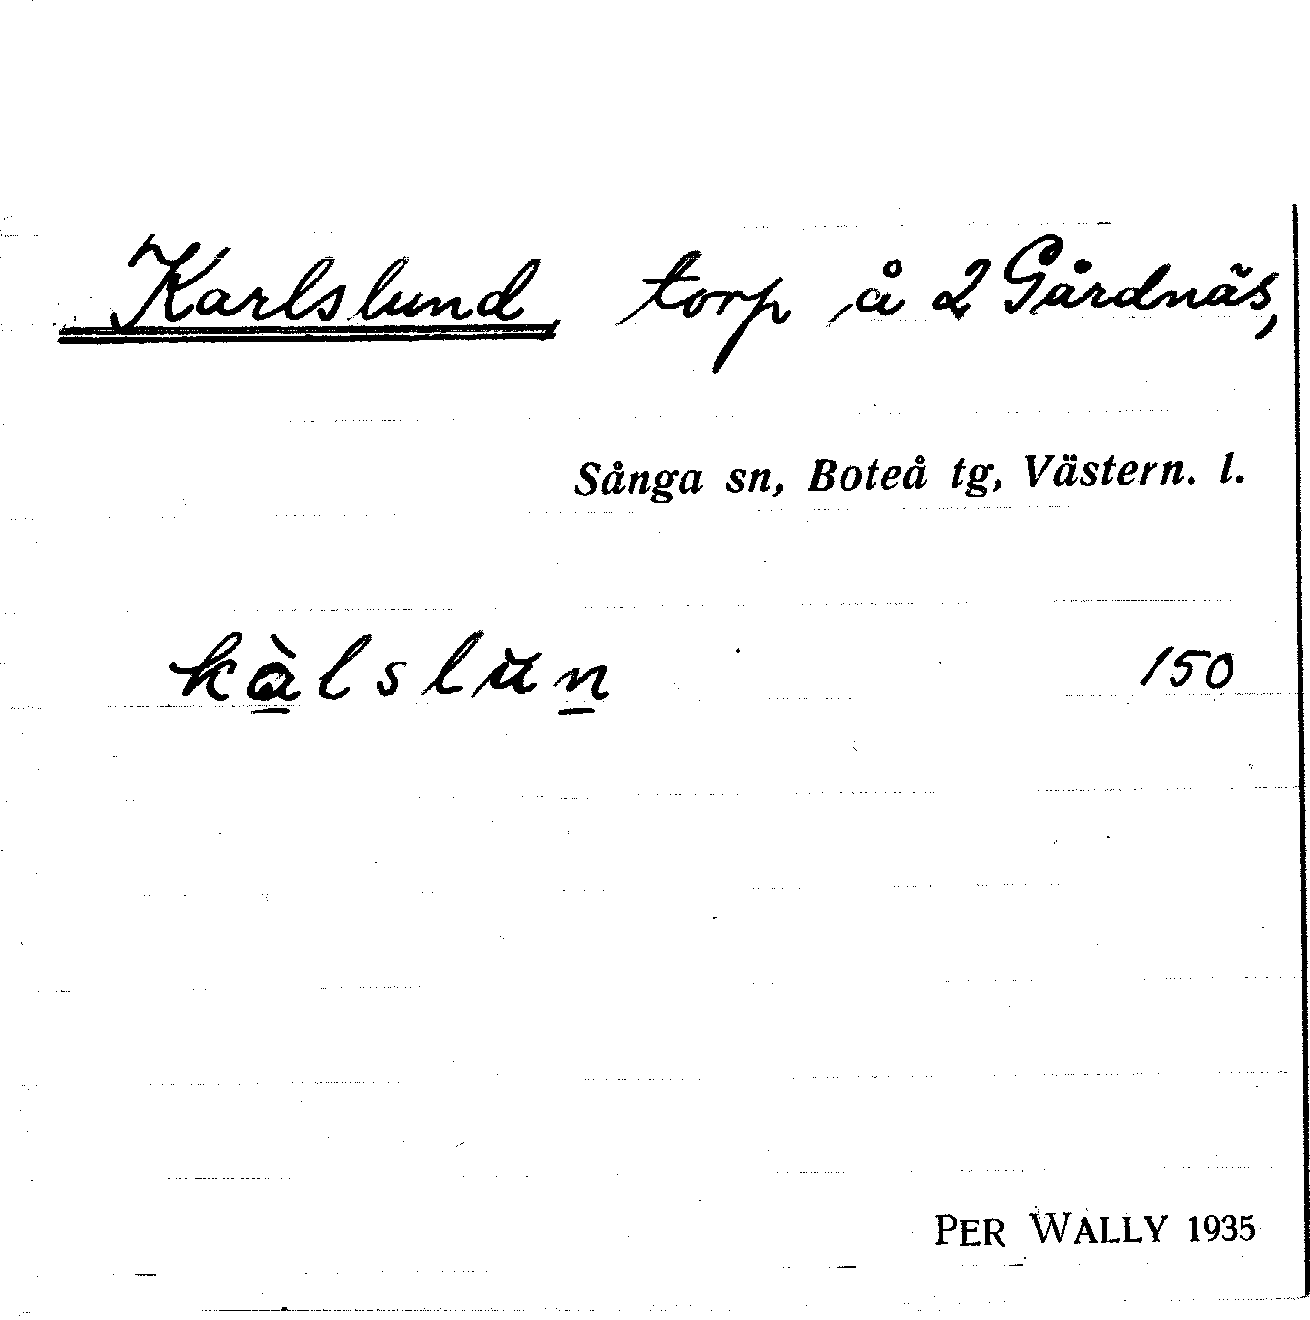 Karlslund torp å 2 Gårdnäs,
Sånga sn, Boteå tg, Västern. l.
kàlslun 150
PER WALLY 1935